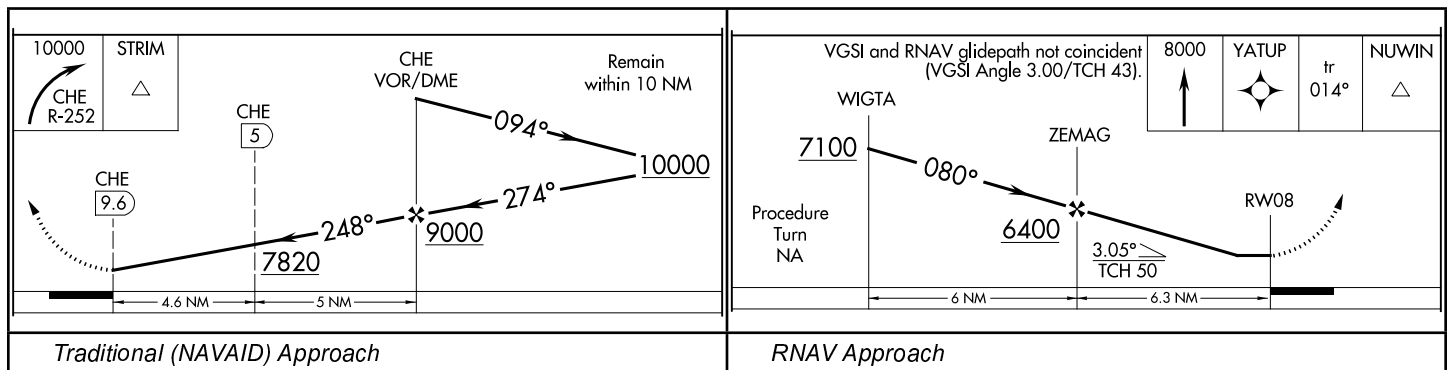 10000
CHE
R-252
STRIM
CHE
VOR/DME
Remain
within 10 NM
094°
10000
274°
9000
248°
CHE
5
7820
CHE
9.6
4.6 NM
5 NM
Traditional (NAVAID) Approach
VGSI and RNAV glidepath not coincident
(VGSI Angle 3.00/TCH 43).
8000
YATUP
tr
014°
NUWIN
WIGTA
7100
080°
ZEMAG
6400
Procedure
Turn
NA
3.05°
TCH 50
RW08
6 NM
6.3 NM
RNAV Approach